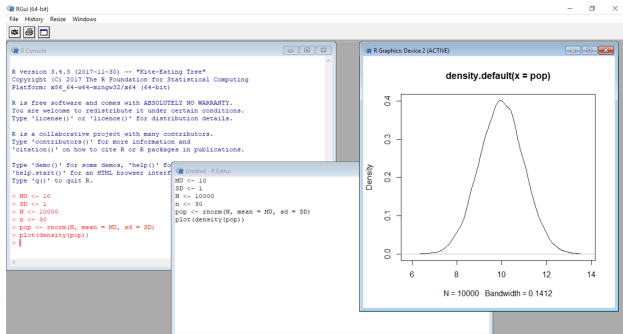 RGui (64-bit)
File History Resize Windows
R Console
R version 3.4.3 (2017-11-30) -- "Kite-Eating Tree"
Copyright (C) 2017 The R Foundation for Statistical Computing
Platform: x86_64-w64-mingw32/x64 (64-bit)
R is free software and comes with ABSOLUTELY NO WARRANTY.
You are welcome to redistribute it under certain conditions.
Type 'license()' or 'licence()' for distribution details.
R is a collaborative project with many contributors.
Type 'contributors()' for more information and
'citation()' on how to cite R or R packages in publications.
Type 'demo()' for some demos, 'help()' fo
'help.start()' for an HTML browser interf
Type 'q()' to quit R.
> MU <- 10
> SD <- 1
> N <- 10000
> n <- 30
> pop <- rnorm(N, mean = MU, sd = SD)
> plot(density(pop))
>
Untitled - R Editor
MU <- 10
SD <- 1
N <- 10000
n <- 30
pop <- rnorm(N, mean = MU, sd = SD)
plot(density(pop))
R Graphics: Device 2 (ACTIVE)
density.default(x = pop)
Density
0.4
0.3
0.2
0.1
0.0
6 8 10 12 14
N = 10000 Bandwidth = 0.1412